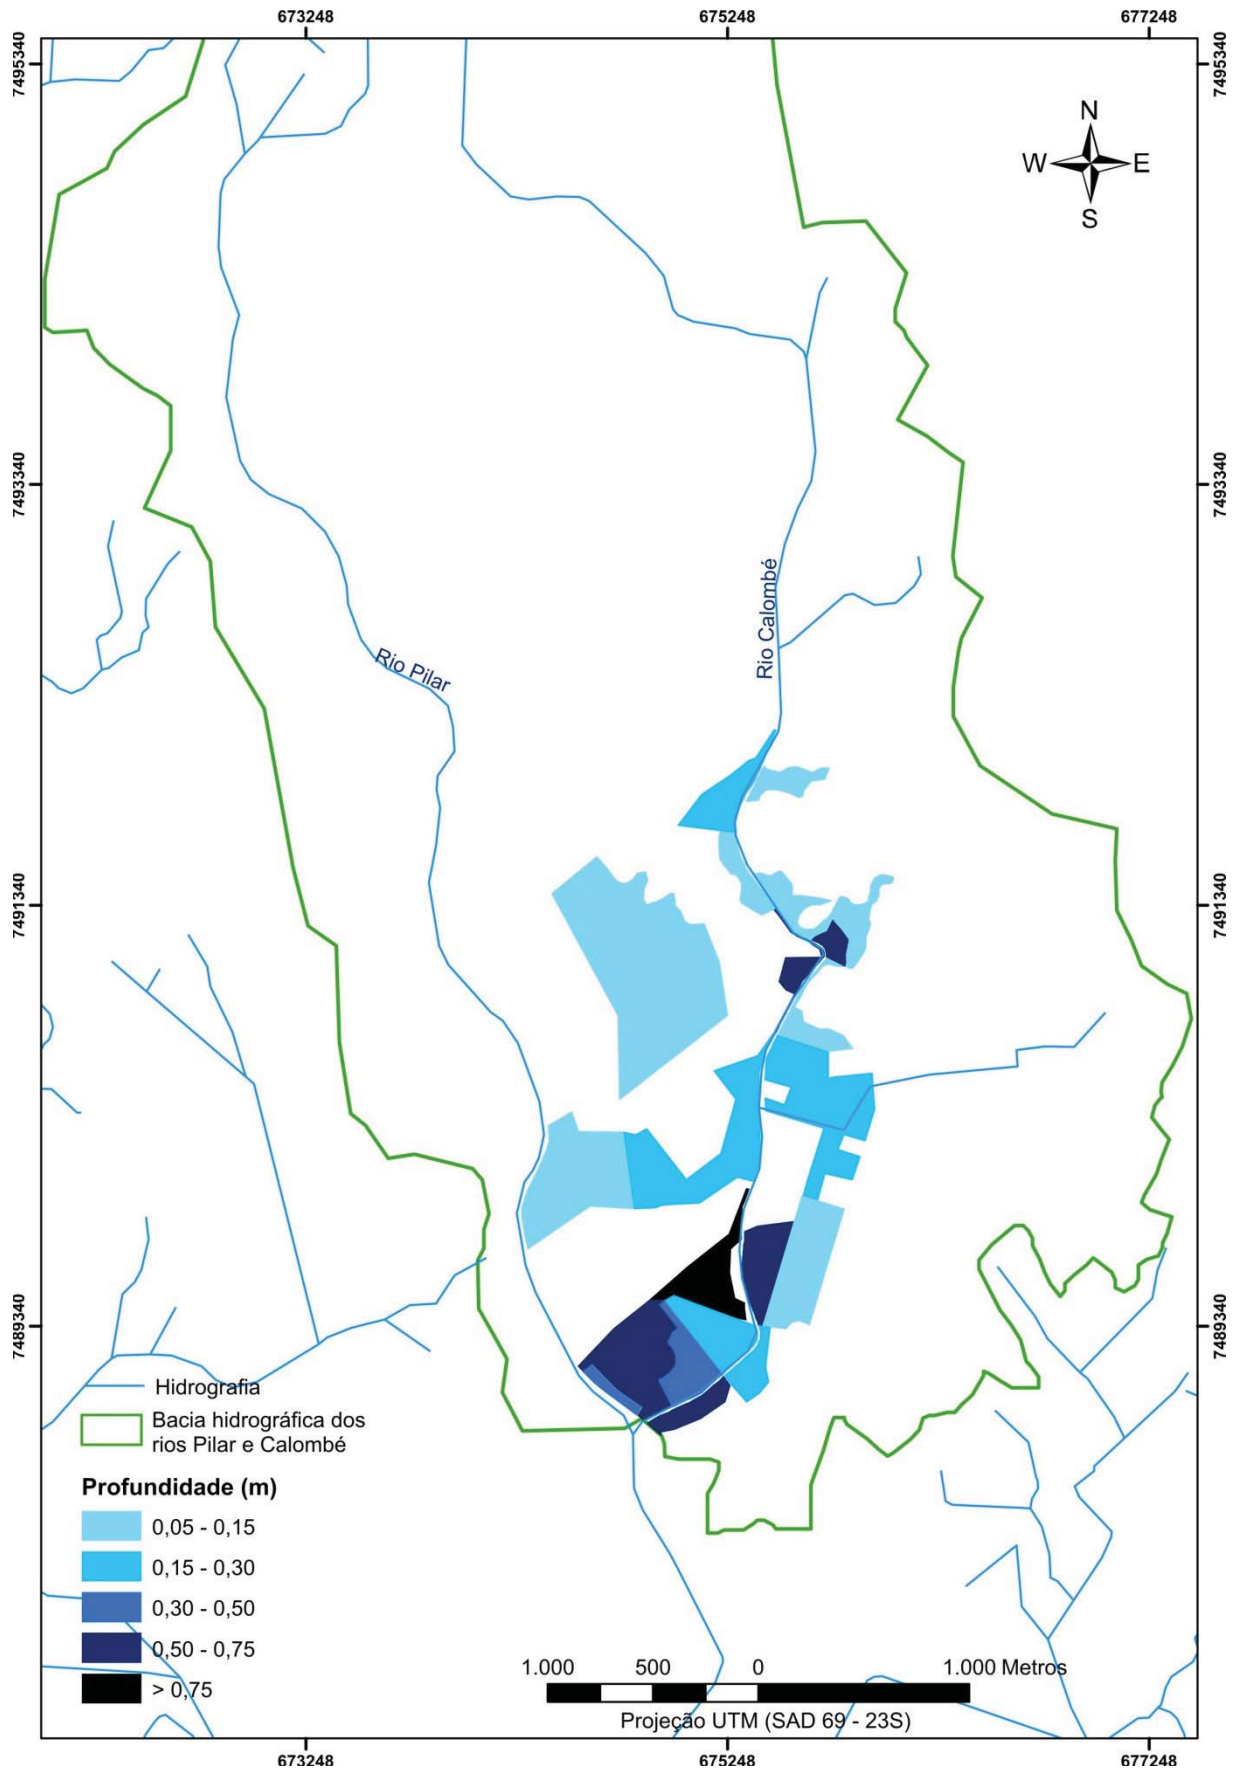 673248 675248 677248
7495340 7495340
N
W E
S
7493340 7493340
Rio Calombé
Rio Pilar
7491340 7491340
7489340 7489340
Hidrografia
Bacia hidrográfica dos
rios Pilar e Calombé
Profundidade (m)
0,05 - 0,15
0,15 - 0,30
0,30 - 0,50
0,50 - 0,75
> 0,75
1.000 500 0 1.000 Metros
Projeção UTM (SAD 69 - 23S)
673248 675248 677248